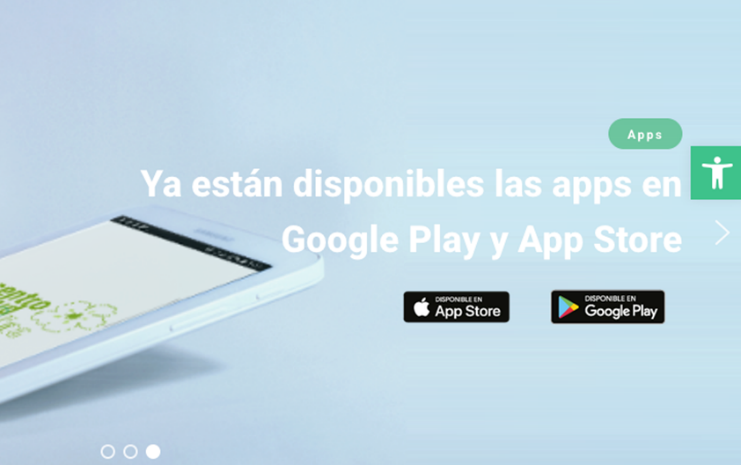 Apps
Ya están disponibles las apps en
Google Play y App Store
DISPONIBLE EN
App Store
DISPONIBLE EN
Google Play